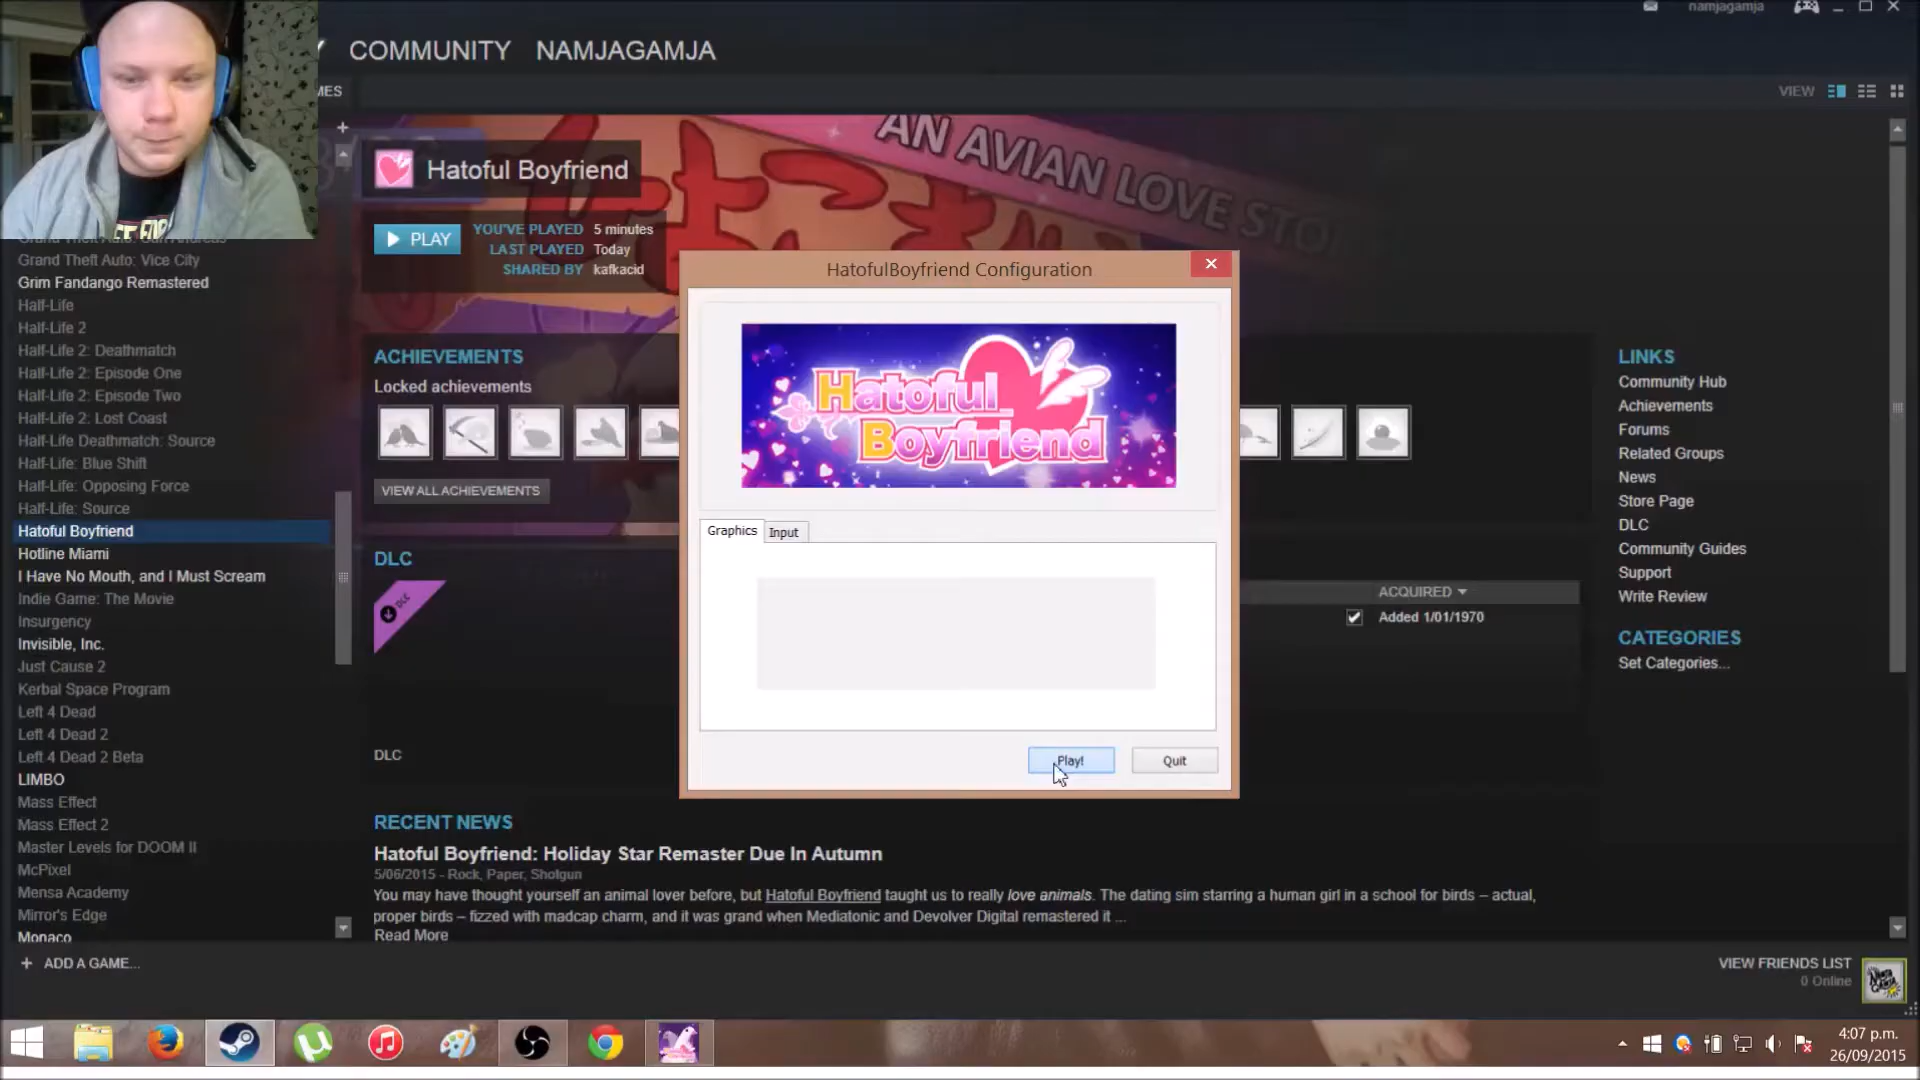 namjagamja
COMMUNITY NAMJAGAMJA
VIEW
AN AVIAN LOVE STO
Hatoful Boyfriend
PLAY
YOU'VE PLAYED 5 minutes
LAST PLAYED Today
SHARED BY kafkacid
HatofulBoyfriend Configuration
Hatoful
Boyfriend
Graphics
Input
Play!
Quit
Grand Theft Auto: San Andreas
Grand Theft Auto: Vice City
Grim Fandango Remastered
Half-Life
Half-Life 2
Half-Life 2: Deathmatch
Half-Life 2: Episode One
Half-Life 2: Episode Two
Half-Life 2: Lost Coast
Half-Life Deathmatch: Source
Half-Life: Blue Shift
Half-Life: Opposing Force
Half-Life: Source
Hatoful Boyfriend
Hotline Miami
I Have No Mouth, and I Must Scream
Indie Game: The Movie
Insurgency
Invisible, Inc.
Just Cause 2
Kerbal Space Program
Left 4 Dead
Left 4 Dead 2
Left 4 Dead 2 Beta
LIMBO
Mass Effect
Mass Effect 2
Master Levels for DOOM II
McPixel
Mensa Academy
Mirror's Edge
Monaco
+ ADD A GAME...
ACHIEVEMENTS
Locked achievements
VIEW ALL ACHIEVEMENTS
DLC
DLC
ACQUIRED
Added 1/01/1970
DLC
RECENT NEWS
Hatoful Boyfriend: Holiday Star Remaster Due In Autumn
5/06/2015 - Rock, Paper, Shotgun
You may have thought yourself an animal lover before, but Hatoful Boyfriend taught us to really love animals. The dating sim starring a human girl in a school for birds – actual,
proper birds – fizzed with madcap charm, and it was grand when Mediatonic and Devolver Digital remastered it ...
Read More
LINKS
Community Hub
Achievements
Forums
Related Groups
News
Store Page
DLC
Community Guides
Support
Write Review
CATEGORIES
Set Categories...
VIEW FRIENDS LIST
0 Online
4:07 p.m.
26/09/2015